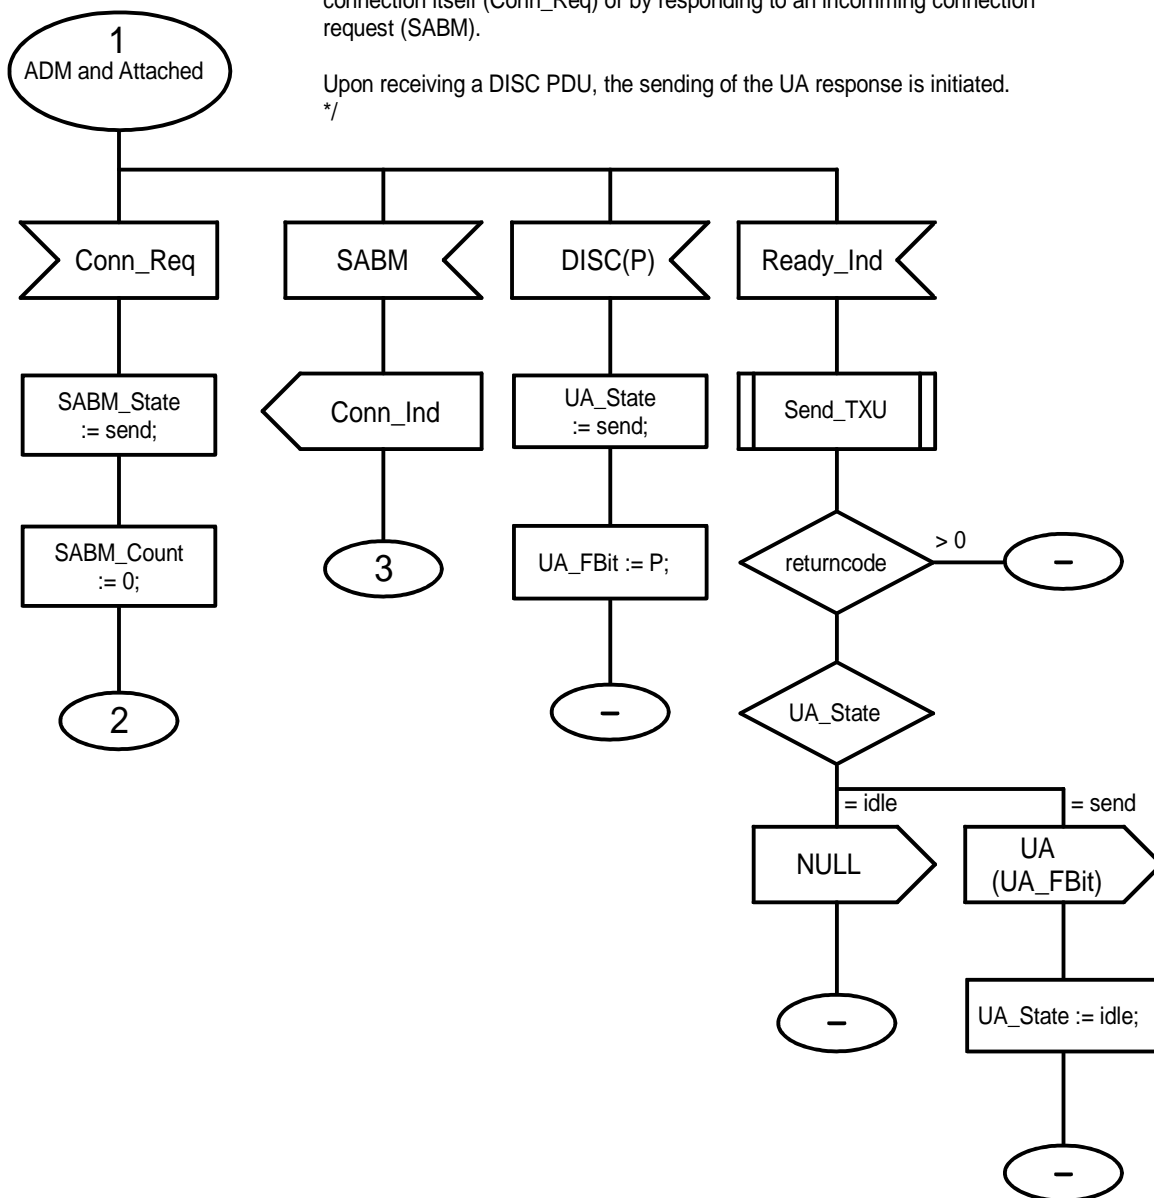 connection itself (Conn_Req) or by responding to an incomming connection
request (SABM).
Upon receiving a DISC PDU, the sending of the UA response is initiated.
*/
1
ADM and Attached
Conn_Req
SABM
DISC(P)
Ready_Ind
SABM_State
:= send;
Conn_Ind
UA_State
:= send;
Send_TXU
SABM_Count
:= 0;
3
UA_FBit := P;
returncode
> 0
–
2
–
UA_State
= idle
= send
NULL
UA
(UA_FBit)
–
UA_State := idle;
–